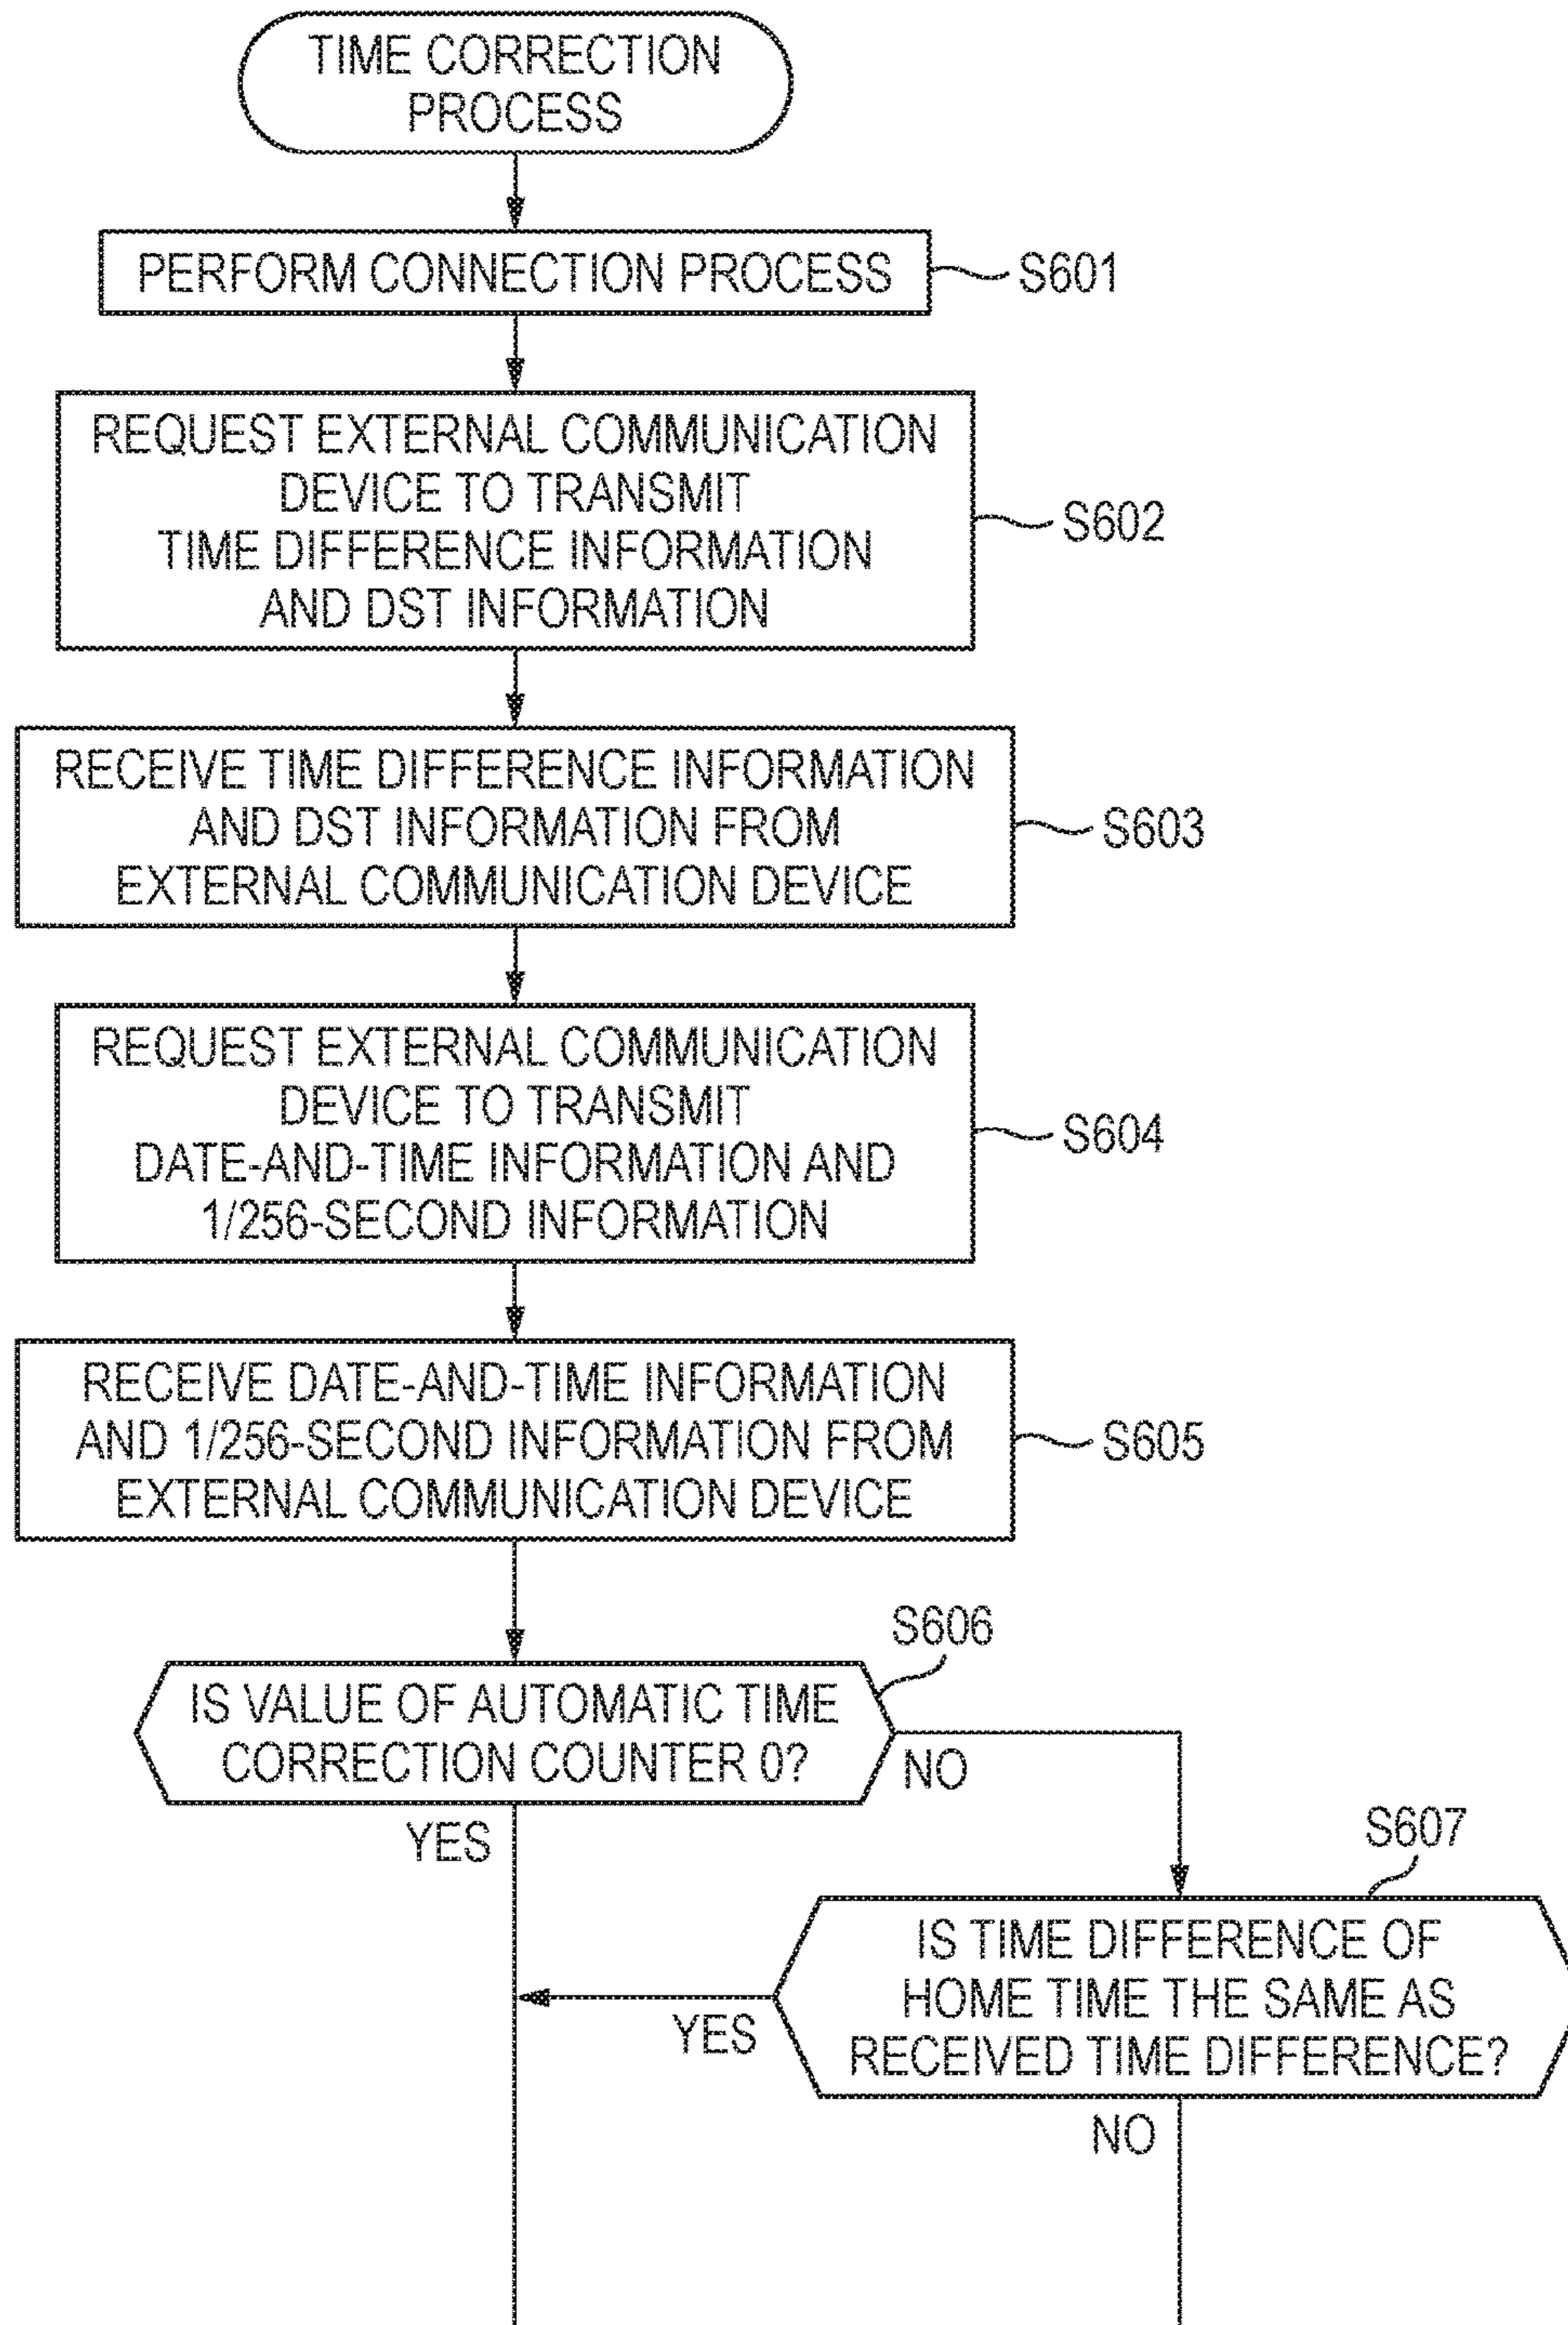 TIME CORRECTION
PROCESS
PERFORM CONNECTION PROCESS
S601
REQUEST EXTERNAL COMMUNICATION
DEVICE TO TRANSMIT
TIME DIFFERENCE INFORMATION
AND DST INFORMATION
S602
RECEIVE TIME DIFFERENCE INFORMATION
AND DST INFORMATION FROM
EXTERNAL COMMUNICATION DEVICE
S603
REQUEST EXTERNAL COMMUNICATION
DEVICE TO TRANSMIT
DATE-AND-TIME INFORMATION AND
1/256-SECOND INFORMATION
S604
RECEIVE DATE-AND-TIME INFORMATION
AND 1/256-SECOND INFORMATION FROM
EXTERNAL COMMUNICATION DEVICE
S605
S606
IS VALUE OF AUTOMATIC TIME
CORRECTION COUNTER 0?
NO
YES
S607
IS TIME DIFFERENCE OF
HOME TIME THE SAME AS
RECEIVED TIME DIFFERENCE?
YES
NO